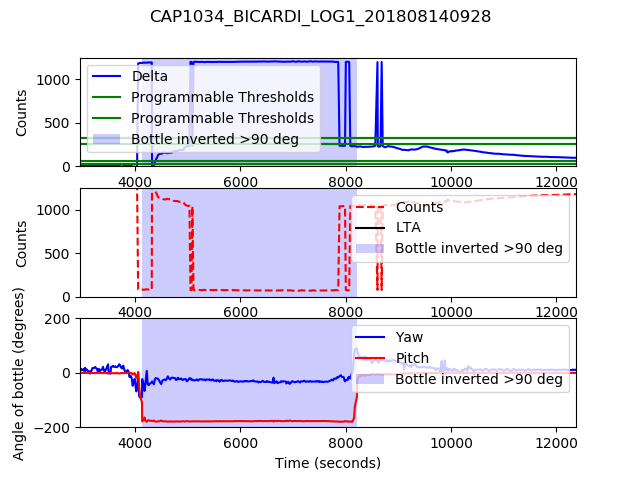 CAP1034_BICARDI_LOG1_201808140928
Counts
1000
500
0
Delta
Programmable Thresholds
Programmable Thresholds
Bottle inverted >90 deg
4000 6000 8000 10000 12000
Counts
1000
500
0
Counts
LTA
Bottle inverted >90 deg
4000 6000 8000 10000 12000
Angle of bottle (degrees)
200
0
−200
Yaw
Pitch
Bottle inverted >90 deg
4000 6000 8000 10000 12000
Time (seconds)